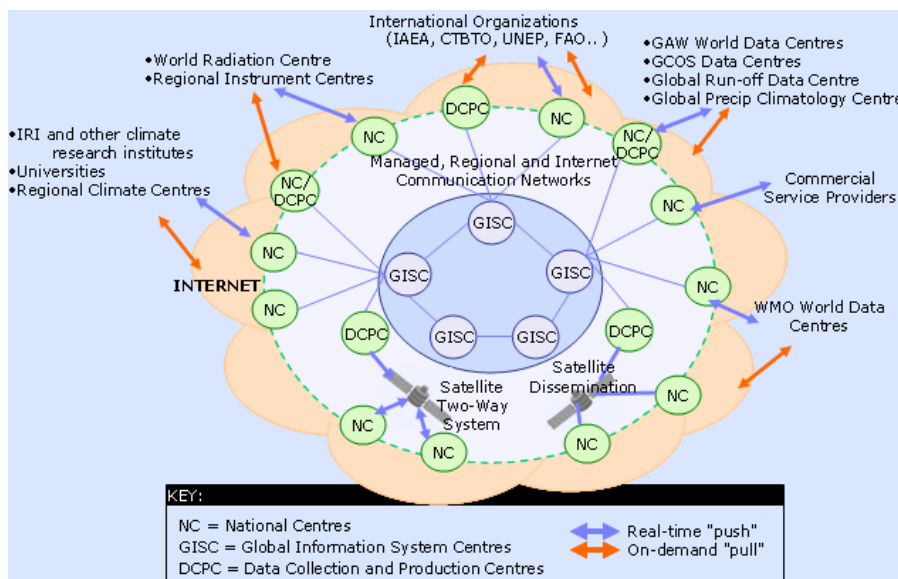 International Organizations
(IAEA, CTBTO, UNEP, FAO.. )
•World Radiation Centre
•Regional Instrument Centres
•GAW World Data Centres
•GCOS Data Centres
•Global Run-off Data Centre
•Global Precip Climatology Centre
•IRI and other climate
research institutes
•Universities
•Regional Climate Centres
DCPC
NC
NC
NC/
DCPC
Managed, Regional and Internet
Communication Networks
NC/
DCPC
NC
Commercial
Service Providers
GISC
NC
GISC
GISC
INTERNET
NC
NC
WMO World Data
Centres
DCPC
GISC
GISC
DCPC
Satellite
Two-Way
System
Satellite
Dissemination
NC
NC
NC
NC
KEY:
NC = National Centres
GISC = Global Information System Centres
DCPC = Data Collection and Production Centres
Real-time "push"
On-demand "pull"